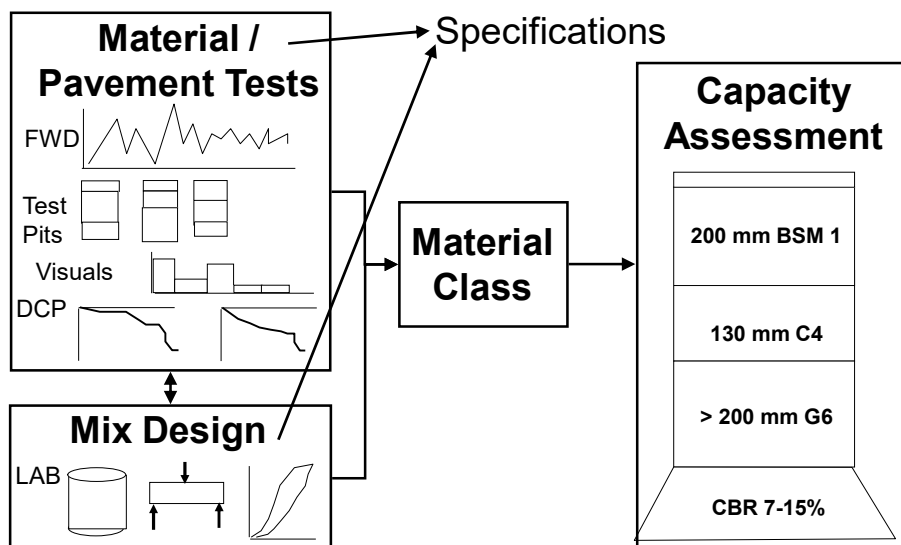 Material /
Pavement Tests
FWD
Test
Pits
Visuals
DCP
Mix Design
LAB
Specifications
Material
Class
Capacity
Assessment
200 mm BSM 1
130 mm C4
> 200 mm G6
CBR 7-15%